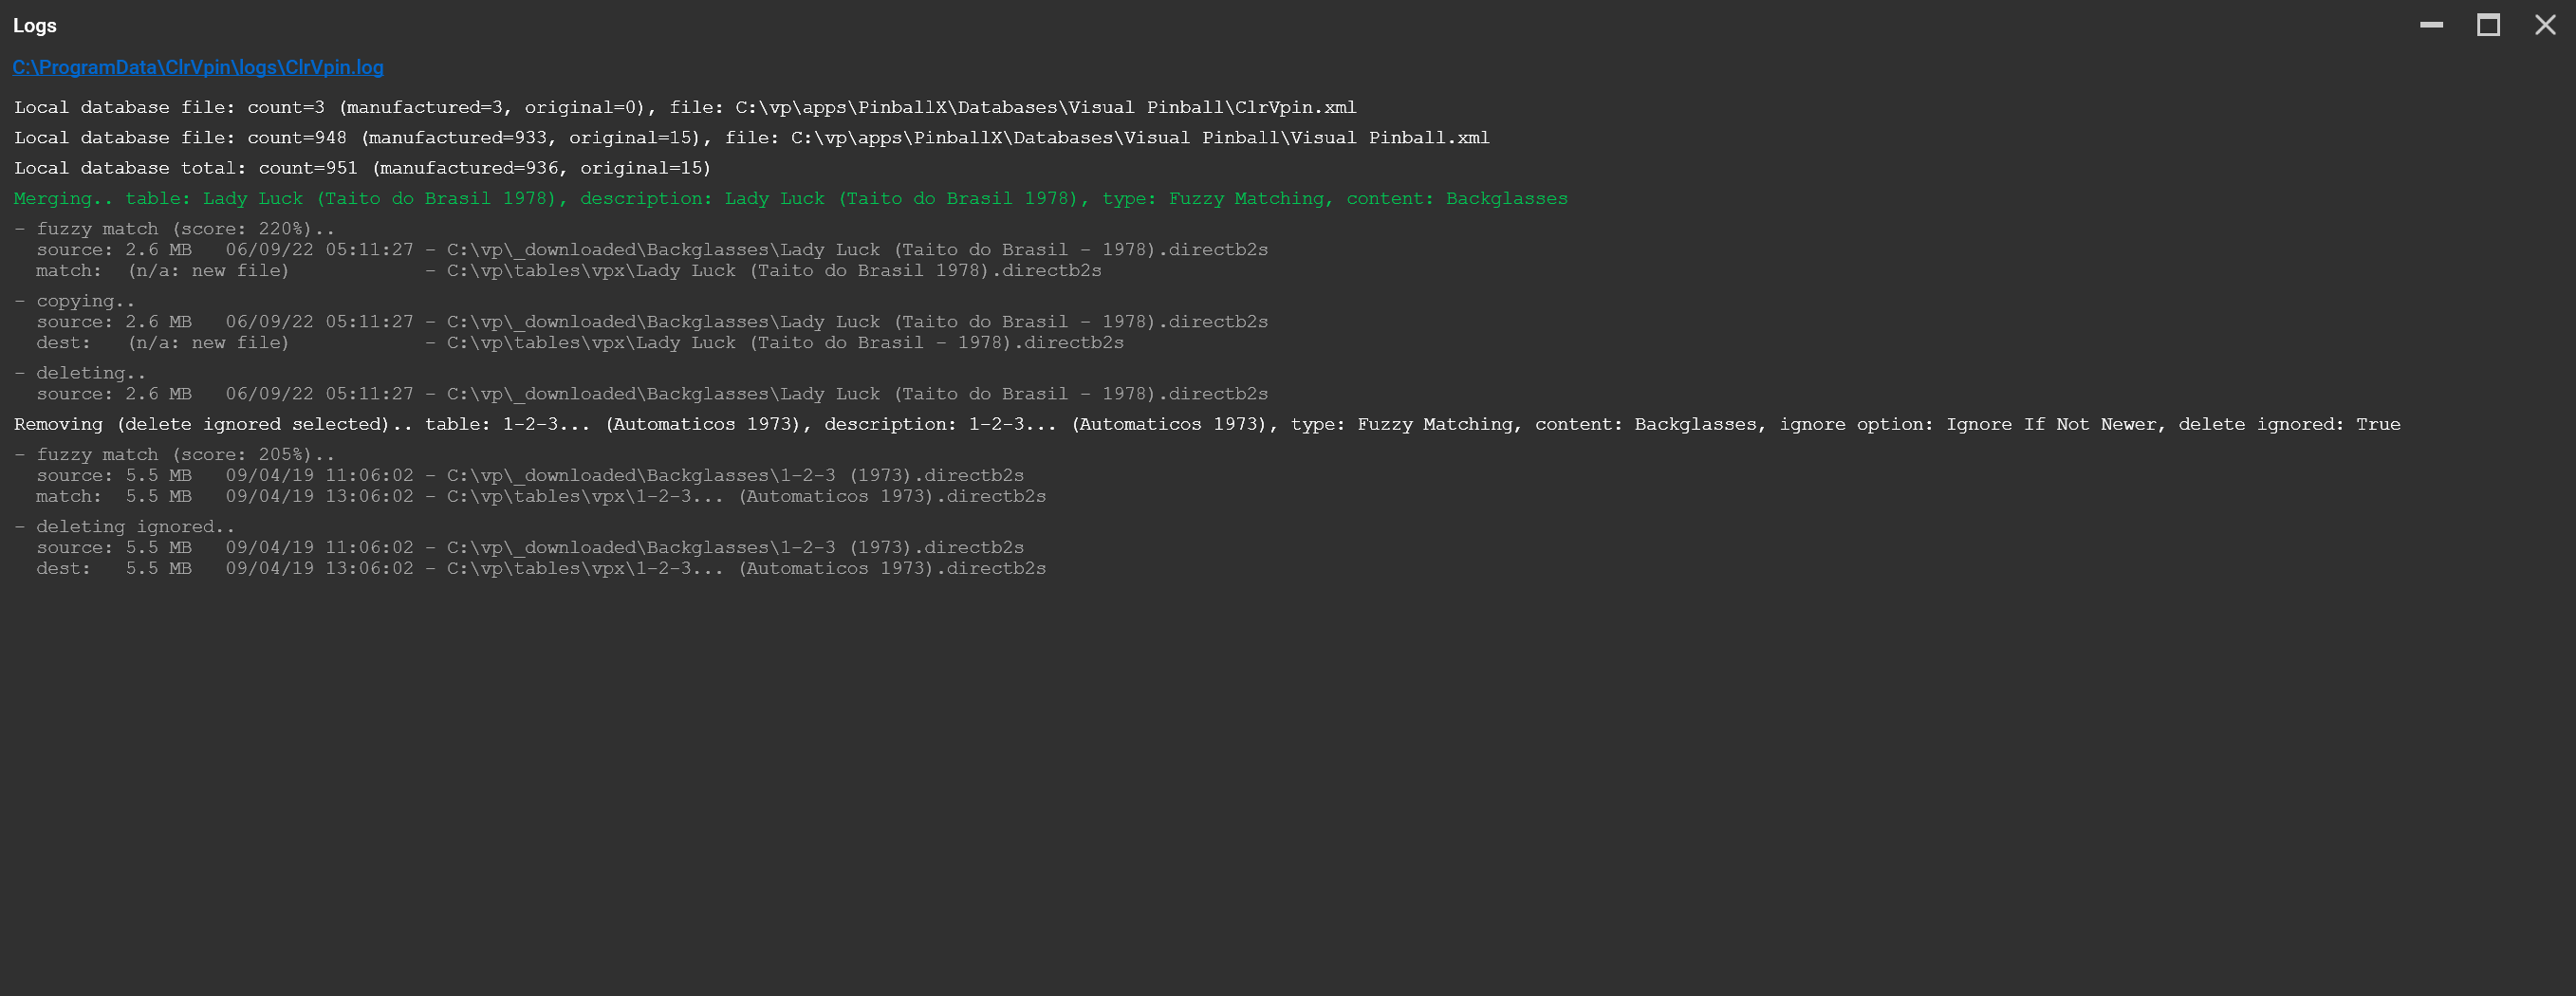 Logs
C:\ProgramData\ClrVpin\logs\ClrVpin.log
Local database file: count=3 (manufactured=3, original=0), file: C:\vp\apps\PinballX\Databases\Visual Pinball\ClrVpin.xml
Local database file: count=948 (manufactured=933, original=15), file: C:\vp\apps\PinballX\Databases\Visual Pinball\Visual Pinball.xml
Local database total: count=951 (manufactured=936, original=15)
Merging.. table: Lady Luck (Taito do Brasil 1978), description: Lady Luck (Taito do Brasil 1978), type: Fuzzy Matching, content: Backglasses
- fuzzy match (score: 220%)..
source: 2.6 MB   06/09/22 05:11:27 - C:\vp\_downloaded\Backglasses\Lady Luck (Taito do Brasil - 1978).directb2s
match:  (n/a: new file)            - C:\vp\tables\vpx\Lady Luck (Taito do Brasil 1978).directb2s
- copying..
source: 2.6 MB   06/09/22 05:11:27 - C:\vp\_downloaded\Backglasses\Lady Luck (Taito do Brasil - 1978).directb2s
dest:   (n/a: new file)            - C:\vp\tables\vpx\Lady Luck (Taito do Brasil - 1978).directb2s
- deleting..
source: 2.6 MB   06/09/22 05:11:27 - C:\vp\_downloaded\Backglasses\Lady Luck (Taito do Brasil - 1978).directb2s
Removing (delete ignored selected).. table: 1-2-3... (Automaticos 1973), description: 1-2-3... (Automaticos 1973), type: Fuzzy Matching, content: Backglasses, ignore option: Ignore If Not Newer, delete ignored: True
- fuzzy match (score: 205%)..
source: 5.5 MB   09/04/19 11:06:02 - C:\vp\_downloaded\Backglasses\1-2-3 (1973).directb2s
match:  5.5 MB   09/04/19 13:06:02 - C:\vp\tables\vpx\1-2-3... (Automaticos 1973).directb2s
- deleting ignored..
source: 5.5 MB   09/04/19 11:06:02 - C:\vp\_downloaded\Backglasses\1-2-3 (1973).directb2s
dest:   5.5 MB   09/04/19 13:06:02 - C:\vp\tables\vpx\1-2-3... (Automaticos 1973).directb2s